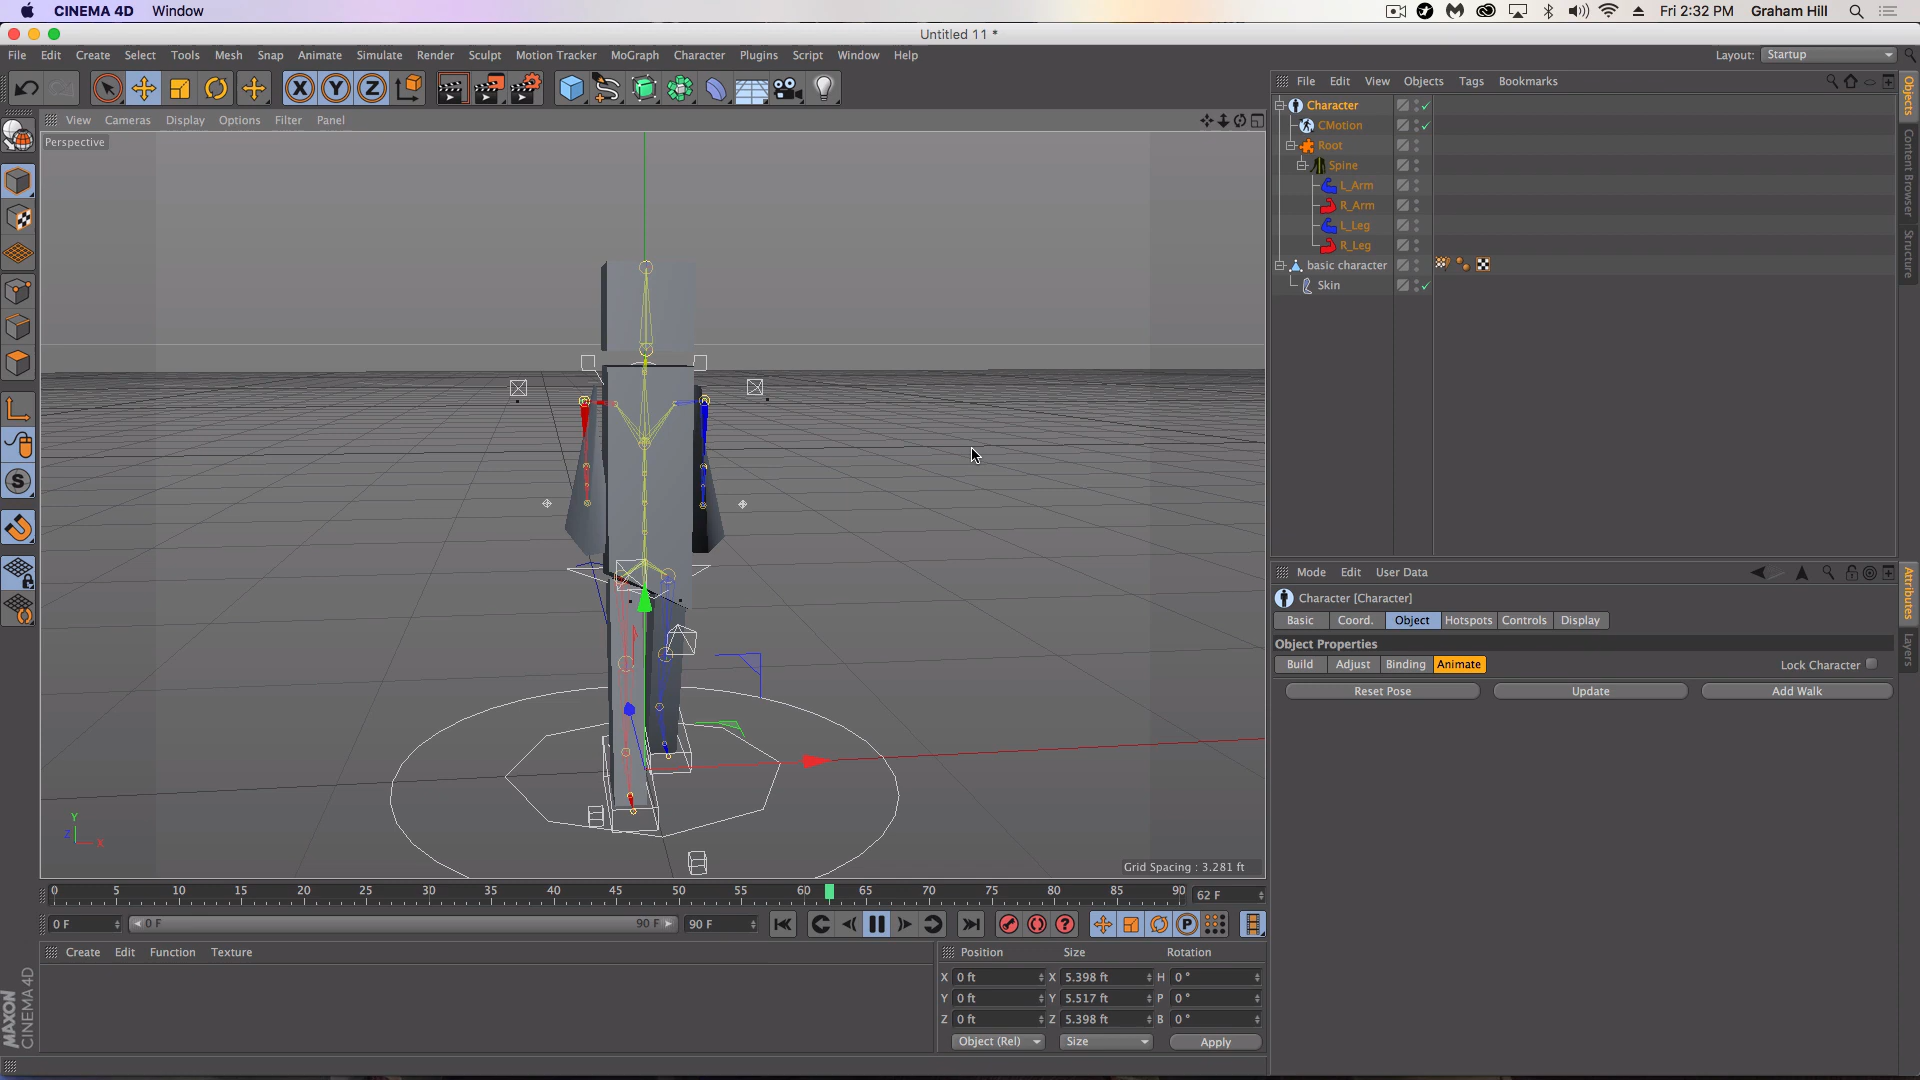 CINEMA 4D Window Fri 2:32 PM Graham Hill
Untitled 11 *
File Edit Create Select Tools Mesh Snap Animate Simulate Render Sculpt Motion Tracker MoGraph Character Plugins Script Window Help Layout: Startup
X Y Z
File Edit View Objects Tags Bookmarks
Objects
Content Browser
Structure
View Cameras Display Options Filter Panel
Perspective
Character
CMotion
Root
Spine
L_Arm
R_Arm
L_Leg
R_Leg
basic character
Skin
S
Y
Z X
Grid Spacing : 3.281 ft
Mode Edit User Data
Attributes
Layers
Character [Character]
Basic Coord. Object Hotspots Controls Display
Object Properties
Build Adjust Binding Animate Lock Character
Reset Pose Update Add Walk
0 5 10 15 20 25 30 35 40 45 50 55 60 65 70 75 80 85 90 62 F
0 F 0 F 90 F 90 F ? P
Create Edit Function Texture
Position Size Rotation
X 0 ft X 5.398 ft H 0 °
Y 0 ft Y 5.517 ft P 0 °
Z 0 ft Z 5.398 ft B 0 °
Object (Rel) Size Apply
MAXON
CINEMA 4D